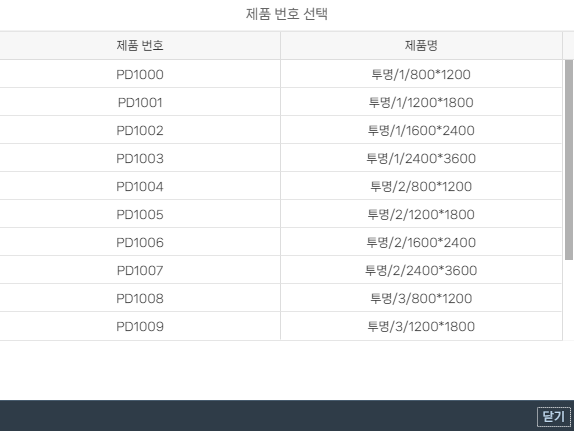 제품 번호 선택
제품 번호 제품명
PD1000 투명/1/800*1200
PD1001 투명/1/1200*1800
PD1002 투명/1/1600*2400
PD1003 투명/1/2400*3600
PD1004 투명/2/800*1200
PD1005 투명/2/1200*1800
PD1006 투명/2/1600*2400
PD1007 투명/2/2400*3600
PD1008 투명/3/800*1200
PD1009 투명/3/1200*1800
닫기